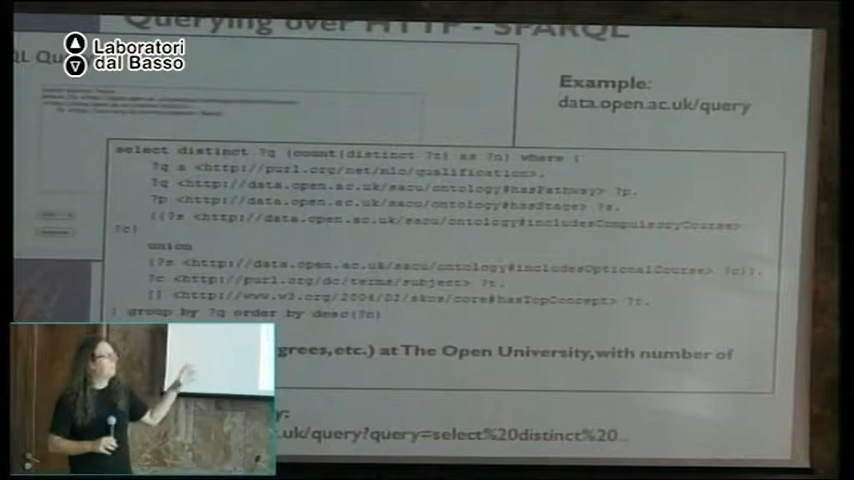 Querying over HTTP - SPARQL
Laboratori
dal Basso
QL Qu
Example:
data.open.ac.uk/query
select distinct ?q (count(distinct ?t) as ?n) where {
?q a <http://purl.org/net/mlo/qualification>.
?q <http://data.open.ac.uk/saou/ontology#hasPathway> ?p.
?p <http://data.open.ac.uk/saou/ontology#hasStage> ?s.
{{?s <http://data.open.ac.uk/saou/ontology#includesCompulsoryCourse>
?c}
union
{?s <http://data.open.ac.uk/saou/ontology#includesOptionalCourse> ?c}}.
?c <http://purl.org/dc/terms/subject> ?t.
[] <http://www.w3.org/2004/02/skos/core#hasTopConcept> ?t.
} group by ?q order by desc(?n)
grees, etc.) at The Open University, with number of
y:
.uk/query?query=select%20distinct%20...